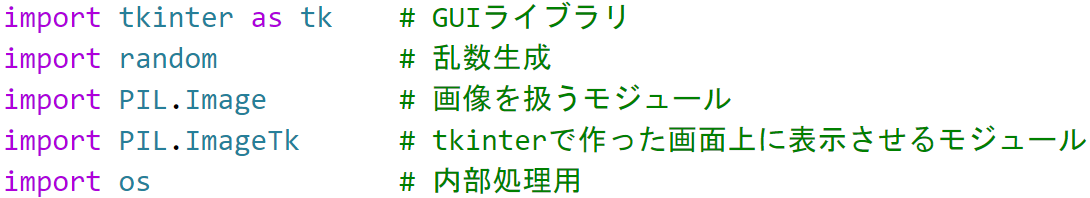 import tkinter as tk    # GUIライブラリ
import random           # 乱数生成
import PIL.Image        # 画像を扱うモジュール
import PIL.ImageTk      # tkinterで作った画面上に表示させるモジュール
import os               # 内部処理用